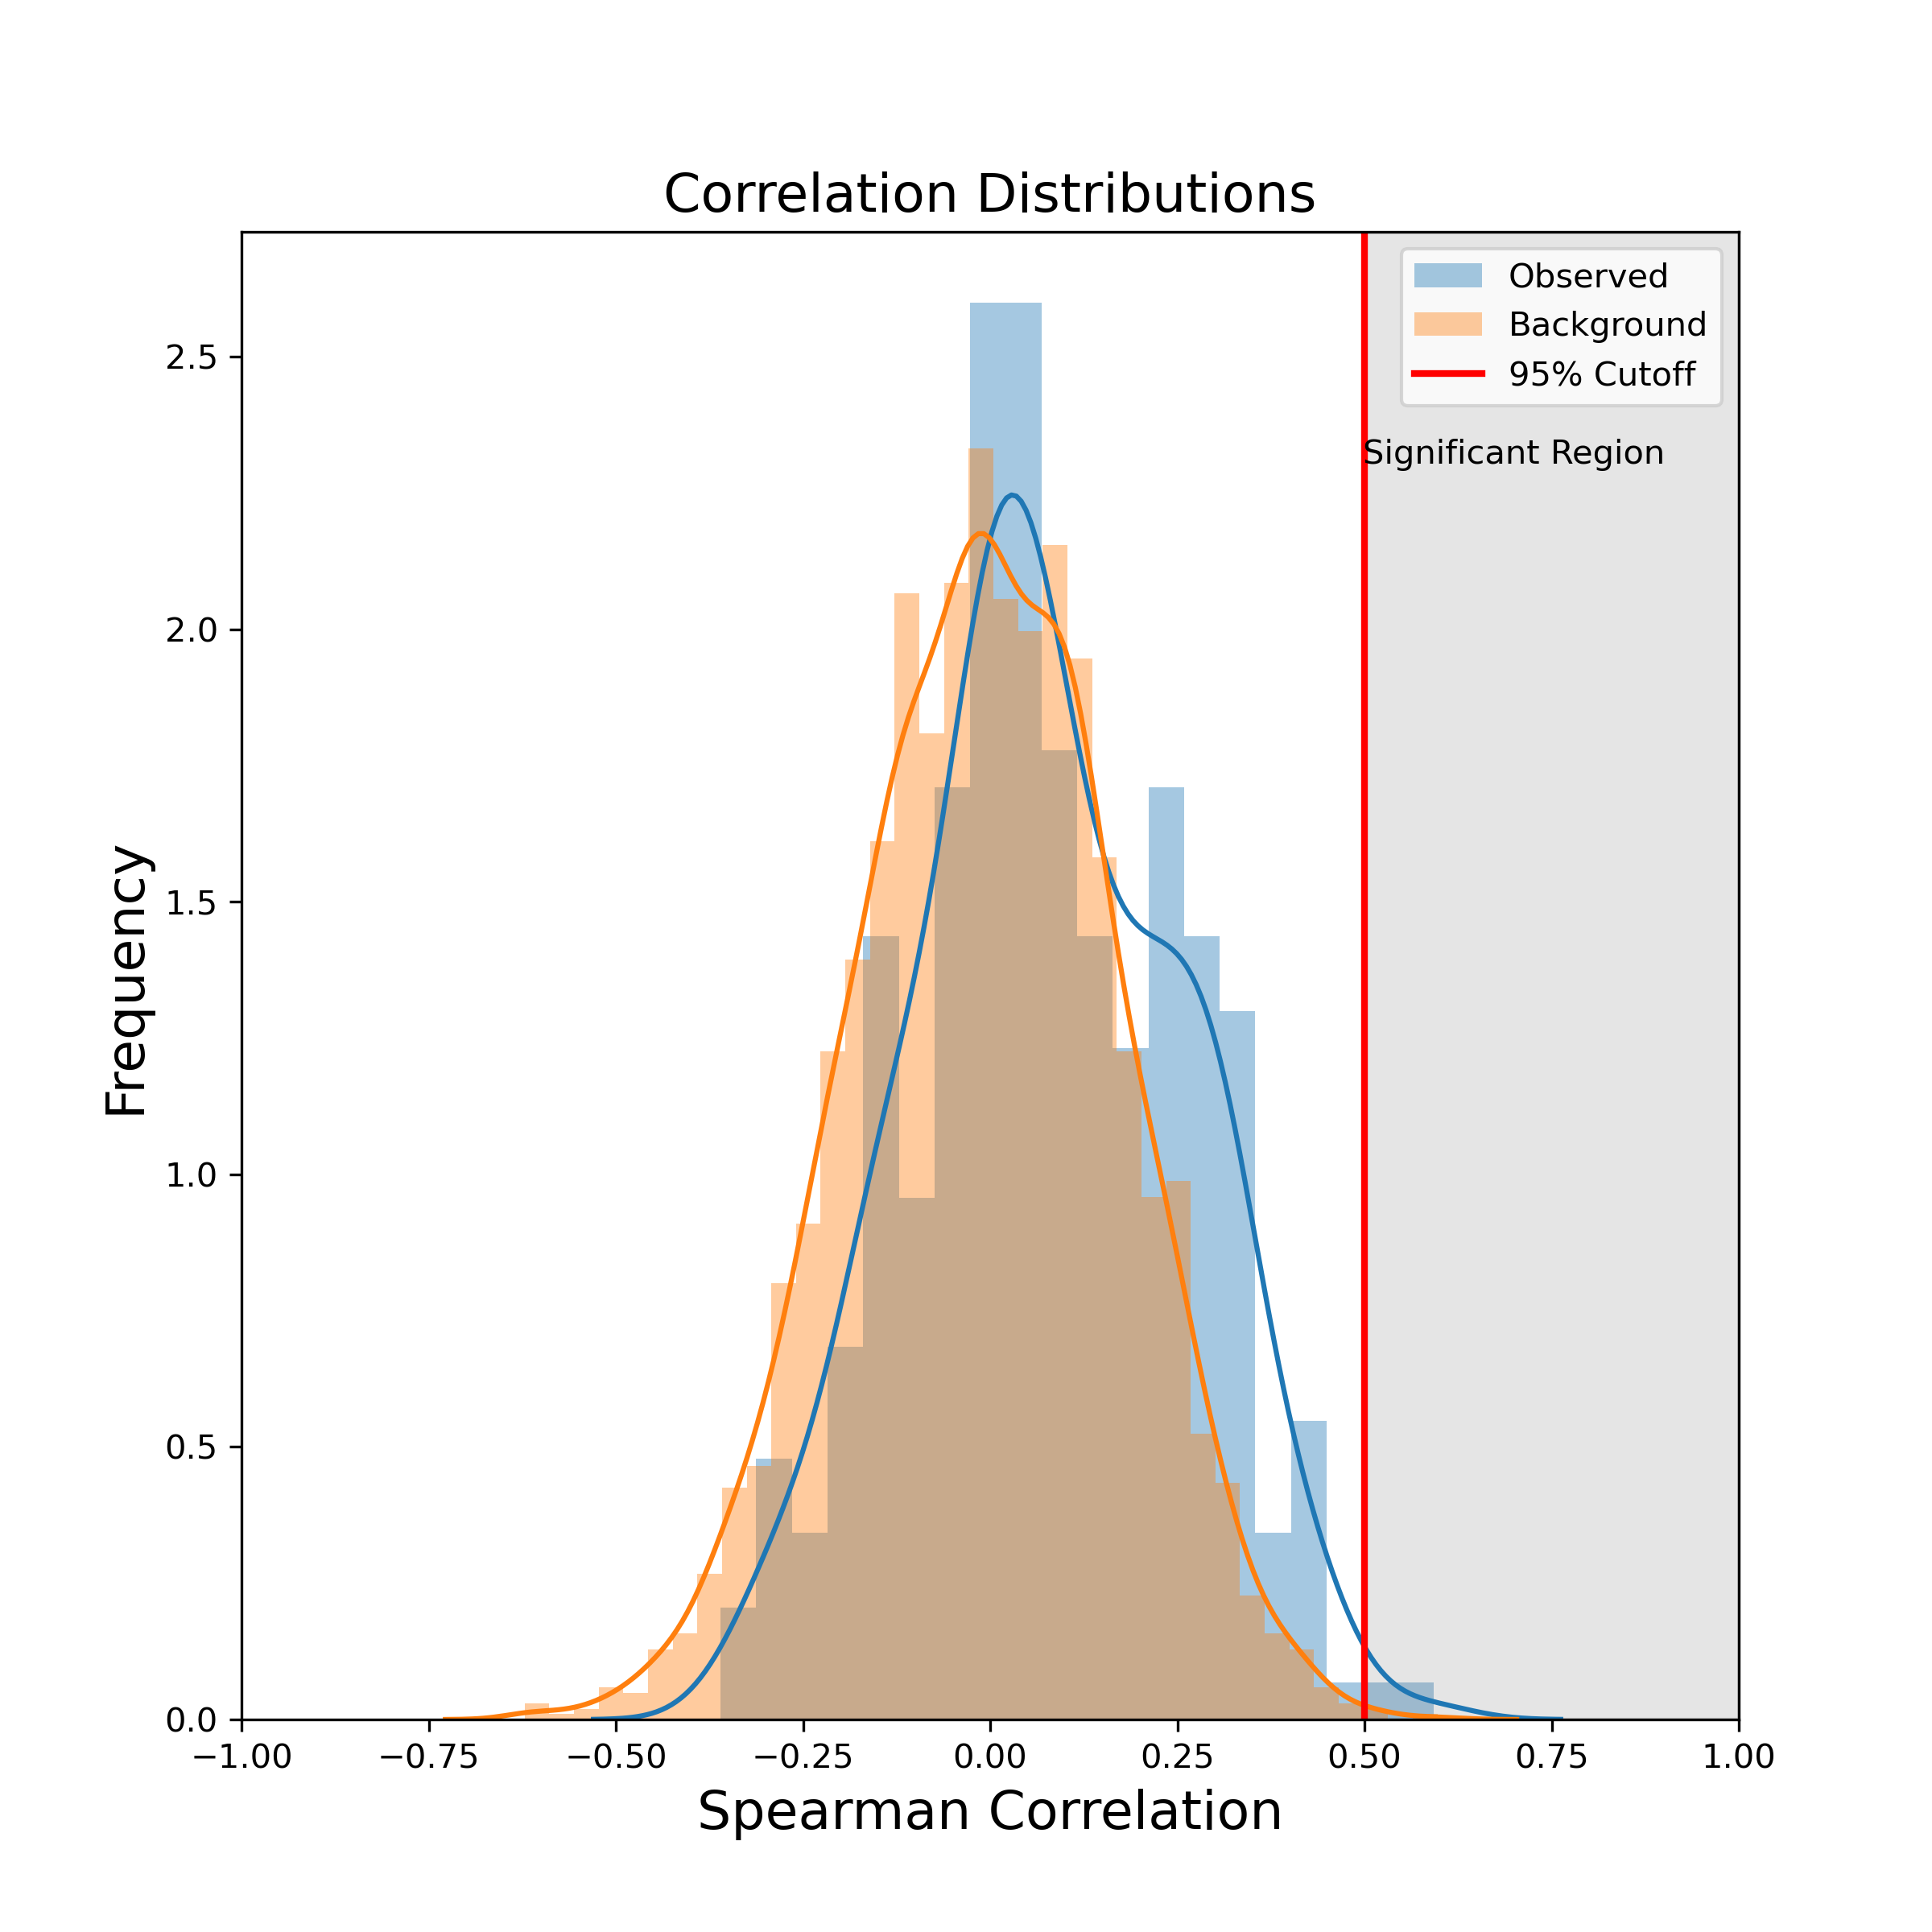 Correlation Distributions
Observed
Background
95% Cutoff
Significant Region
Frequency
2.5
2.0
1.5
1.0
0.5
0.0
−1.00 −0.75 −0.50 −0.25 0.00 0.25 0.50 0.75 1.00
Spearman Correlation